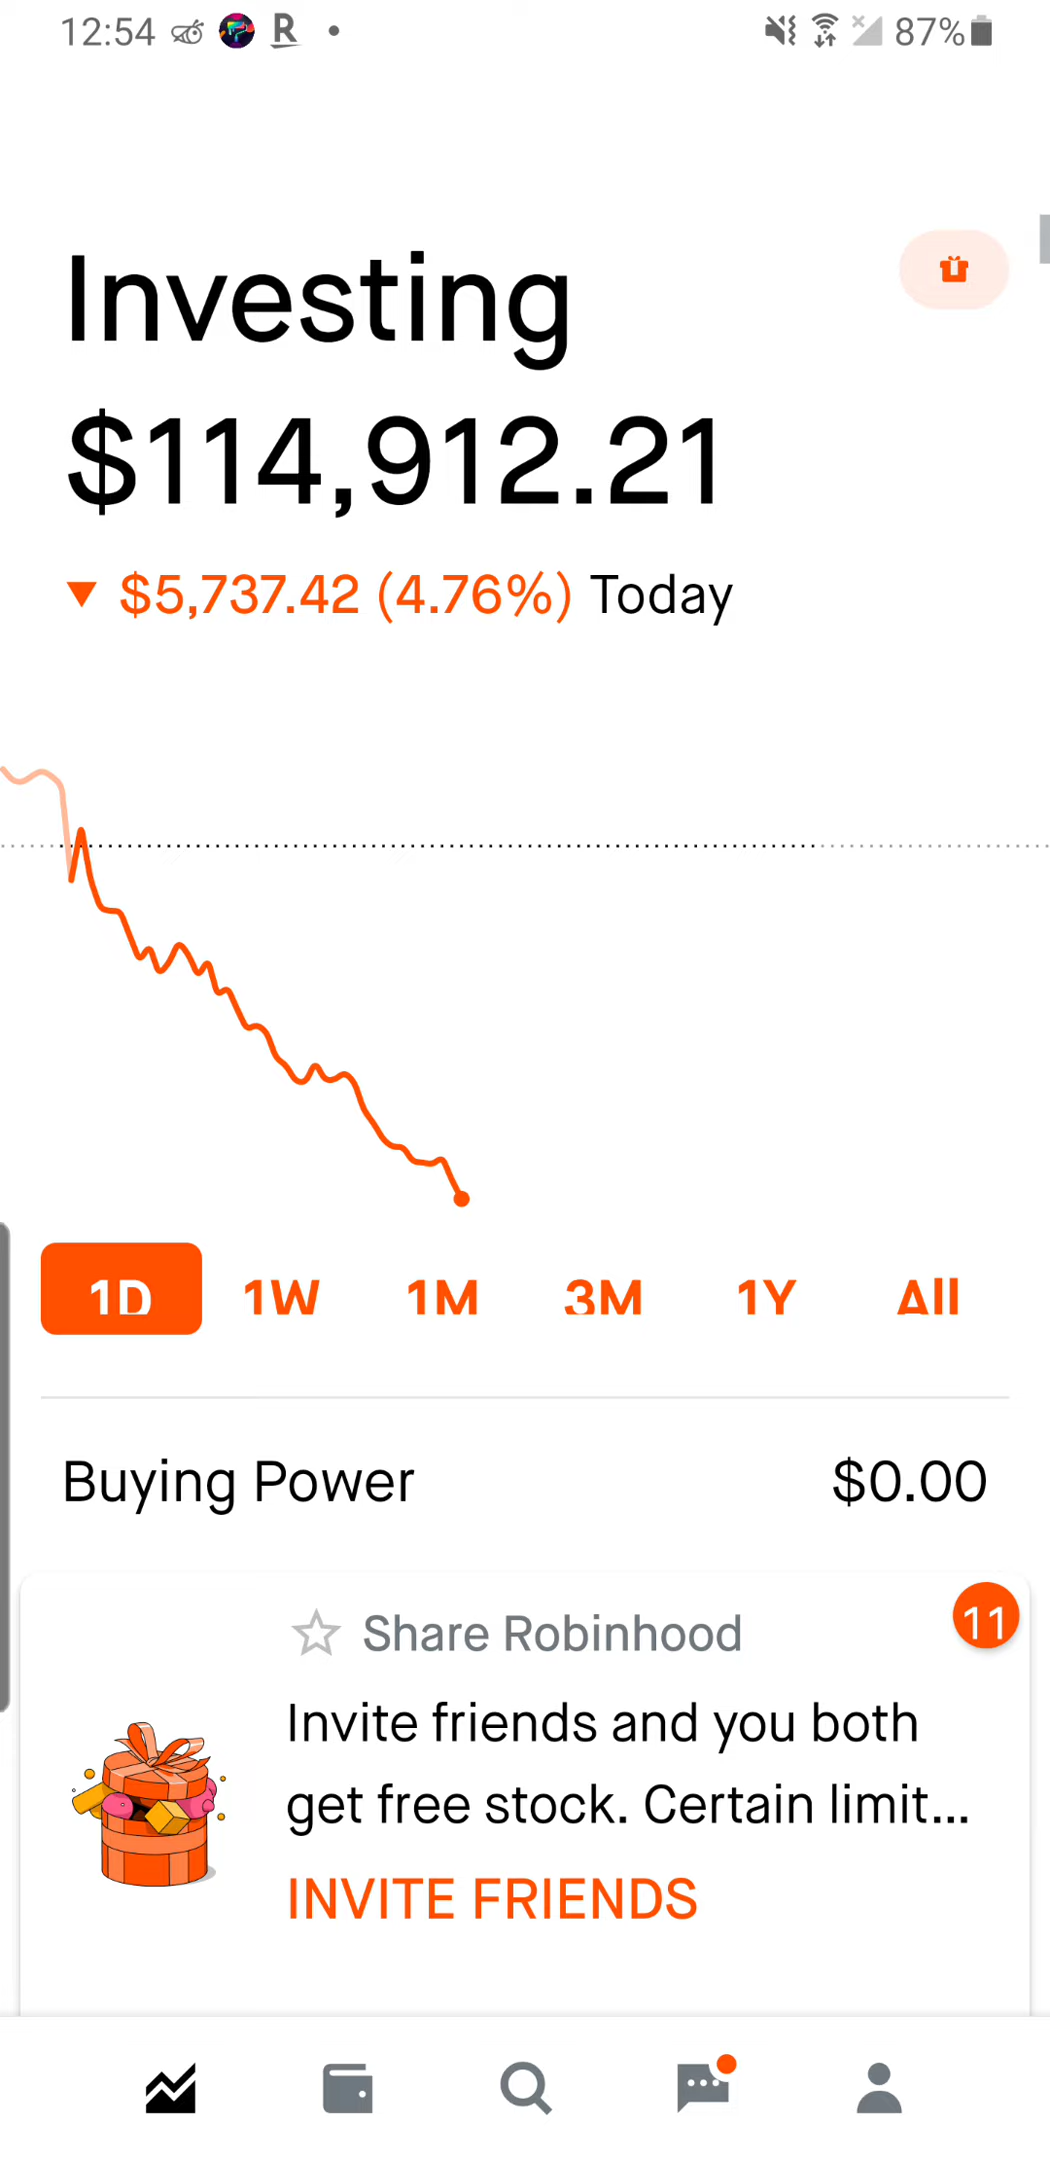 12:54 R 87%
Investing
$114,912.21
▼ $5,737.42 (4.76%) Today
1D 1W 1M 3M 1Y All
Buying Power $0.00
Share Robinhood 11
Invite friends and you both
get free stock. Certain limit...
INVITE FRIENDS